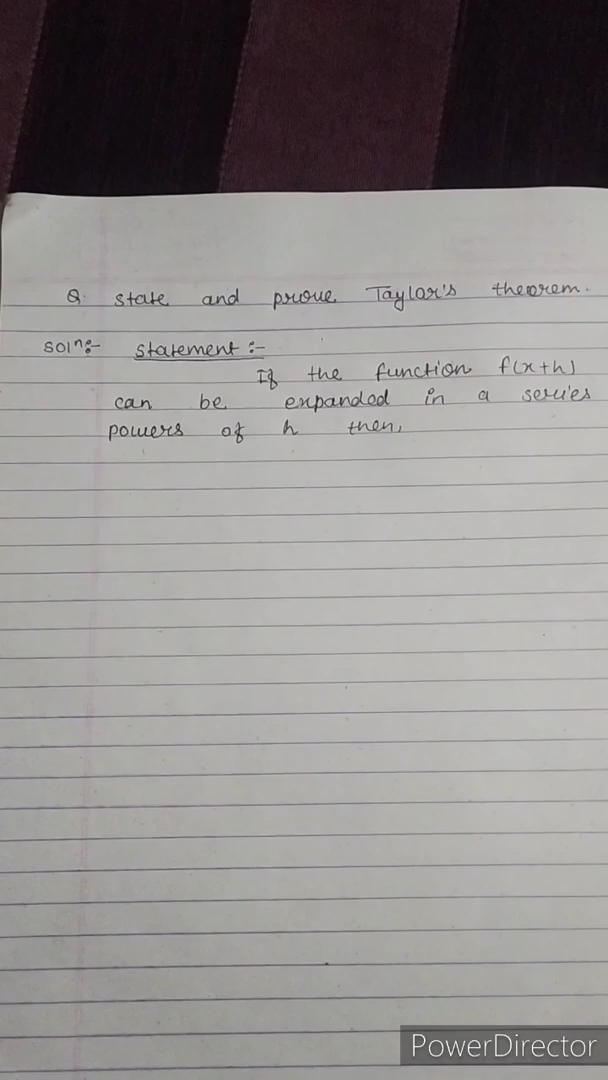 Q. state and prove Taylor's theorem.
Solⁿ:- Statement :-
If the function f(x+h)
can be expanded in a series
powers of h then,
PowerDirector